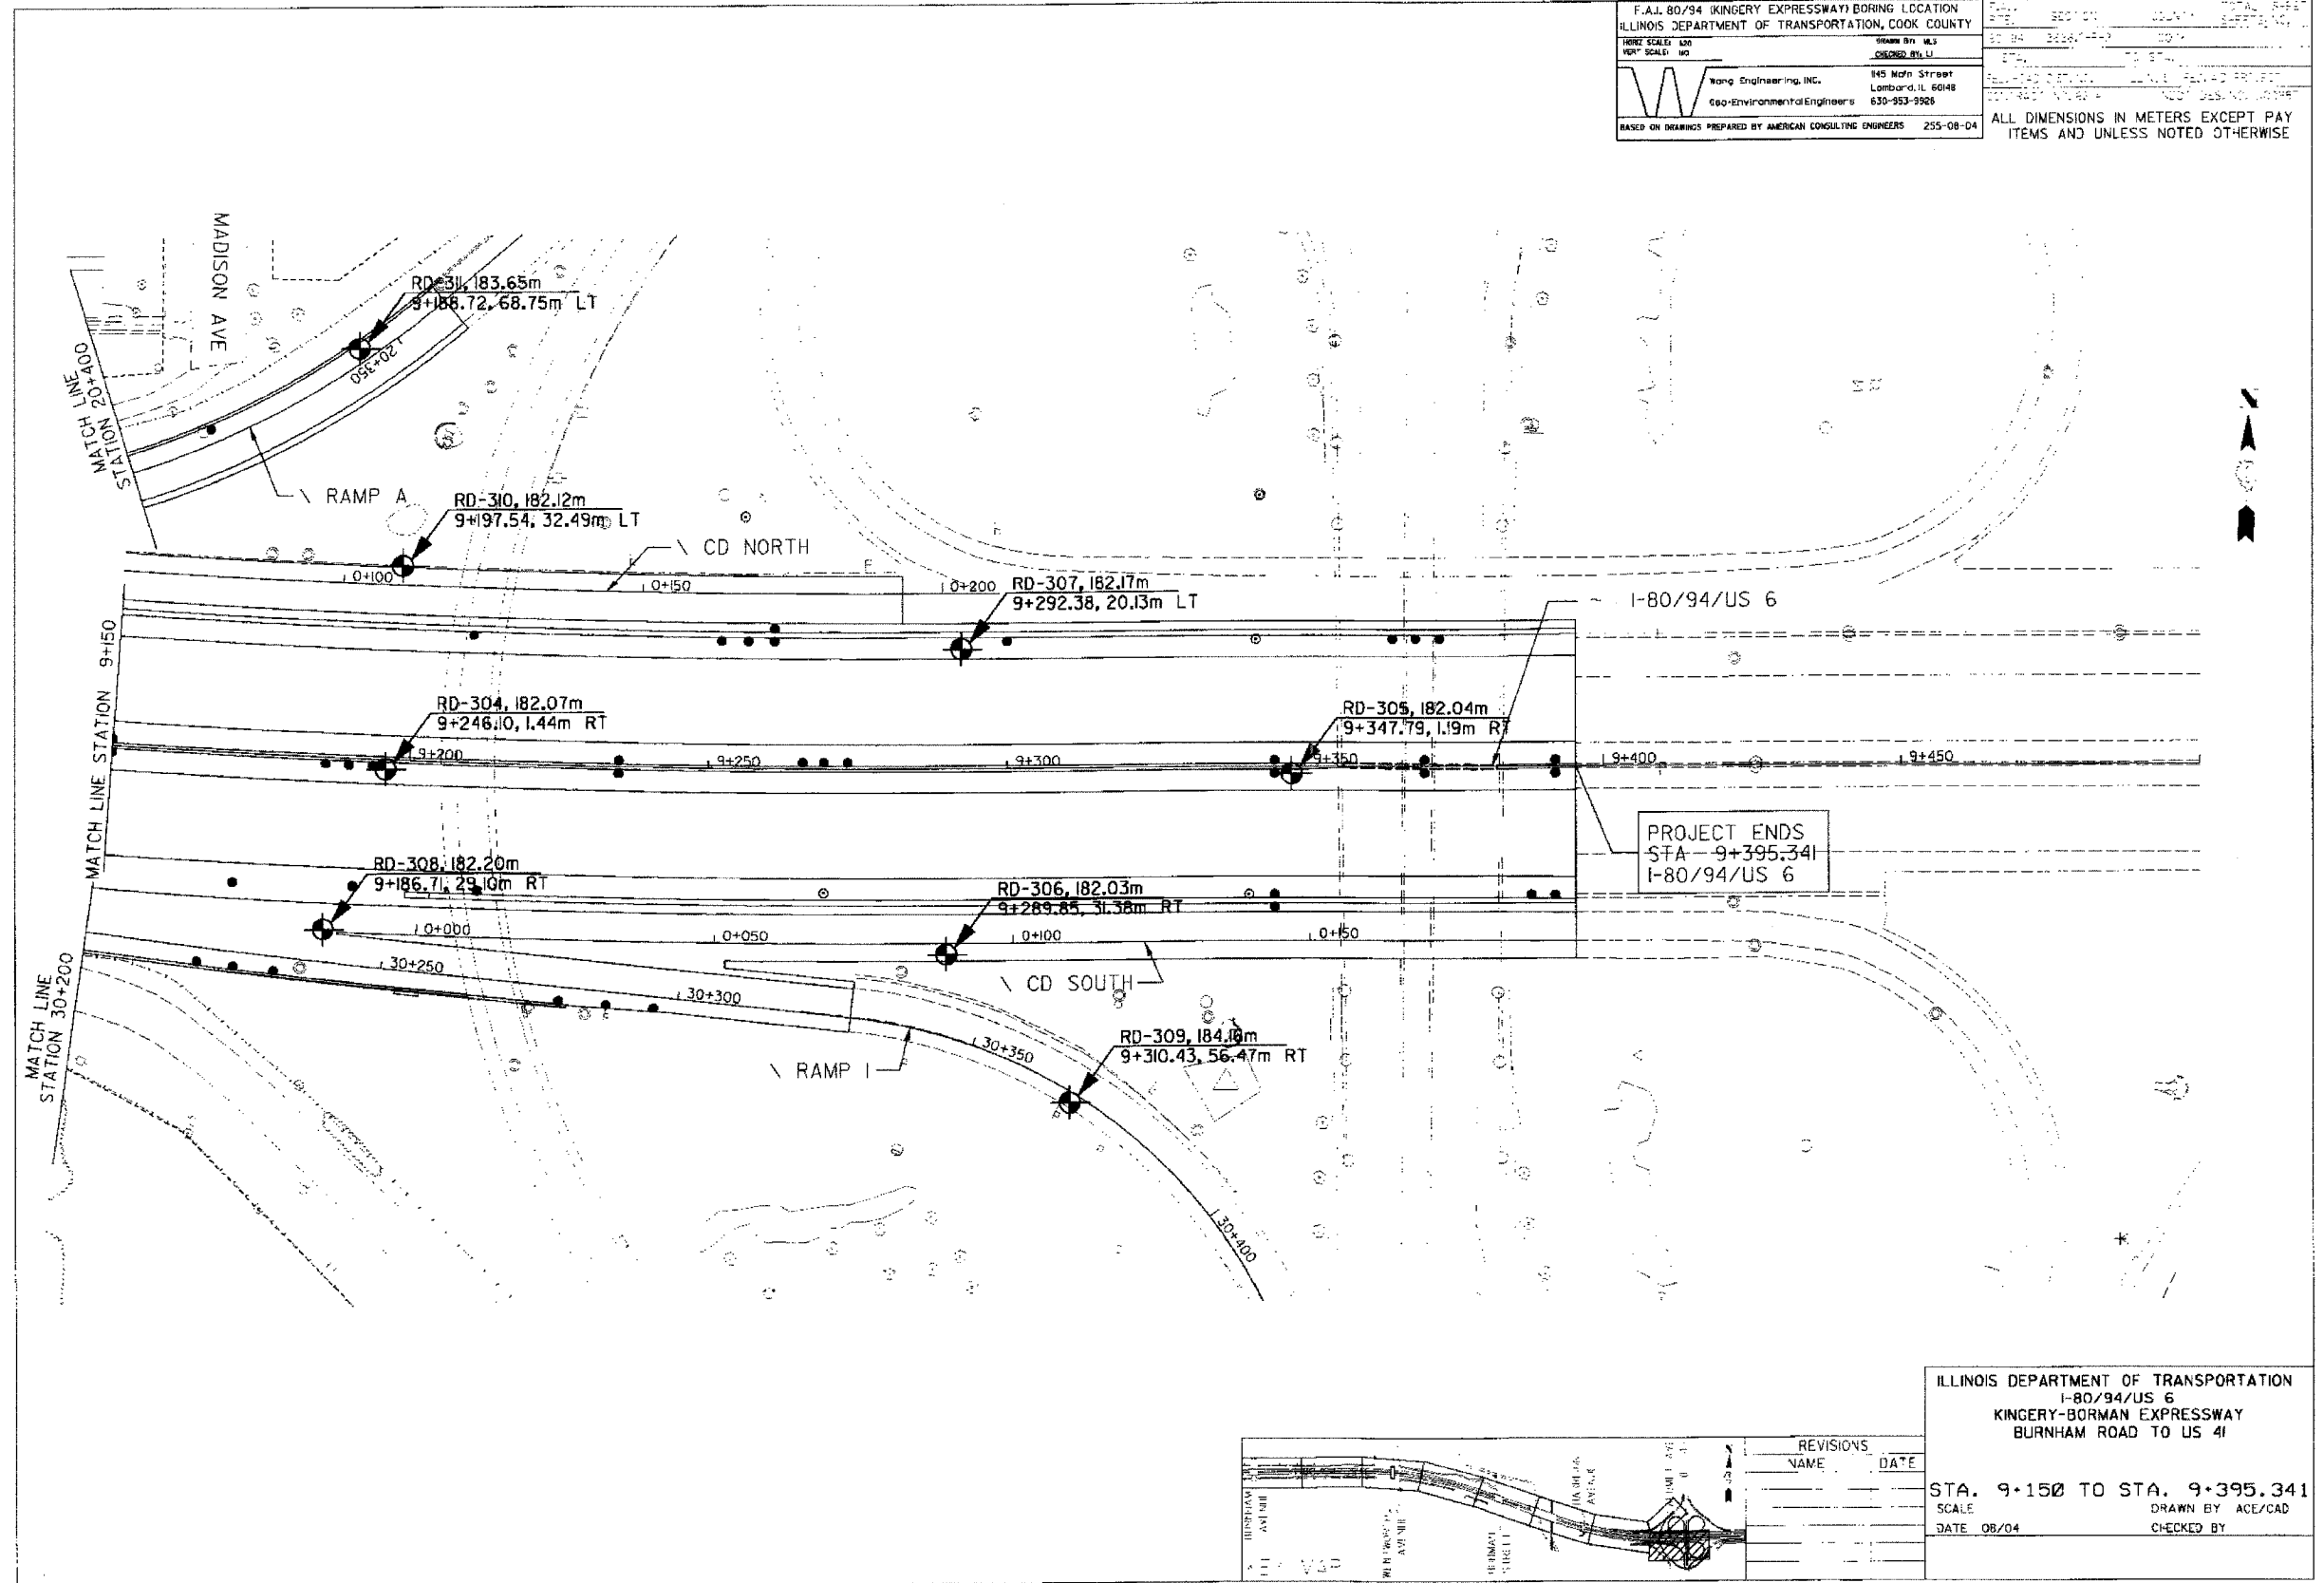 F.A.I. 80/94 (KINGERY EXPRESSWAY) BORING LOCATION
ILLINOIS DEPARTMENT OF TRANSPORTATION, COOK COUNTY
HORZ SCALE:
VERT SCALE:
DRAWN BY: MLS
CHECKED BY: LI
Wang Engineering, INC.
Geo-Environmental Engineers
1145 Main Street
Lombard, IL 60148
630-953-9928
BASED ON DRAWINGS PREPARED BY AMERICAN CONSULTING ENGINEERS 255-08-04
ALL DIMENSIONS IN METERS EXCEPT PAY
ITEMS AND UNLESS NOTED OTHERWISE
MADISON AVE
RD-311, 183.65m
9+188.72, 68.75m LT
20+350
MATCH LINE
STATION 20+400
RAMP A
RD-310, 182.12m
9+197.54, 32.49m LT
CD NORTH
0+100
0+150
0+200
RD-307, 182.17m
9+292.38, 20.13m LT
I-80/94/US 6
MATCH LINE STATION 9+150
RD-304, 182.07m
9+246.10, 1.44m RT
RD-305, 182.04m
9+347.79, 1.19m RT
9+200
9+250
9+300
9+350
9+400
9+450
PROJECT ENDS
STA 9+395.341
I-80/94/US 6
RD-308, 182.20m
9+186.71, 29.10m RT
RD-306, 182.03m
9+289.85, 31.38m RT
0+000
0+050
0+100
0+150
30+250
30+300
CD SOUTH
MATCH LINE
STATION 30+200
RAMP I
30+350
RD-309, 184.16m
9+310.43, 56.47m RT
30+400
ILLINOIS DEPARTMENT OF TRANSPORTATION
I-80/94/US 6
KINGERY-BORMAN EXPRESSWAY
BURNHAM ROAD TO US 41
STA. 9+150 TO STA. 9+395.341
SCALE
DRAWN BY ACE/CAD
DATE 08/04
CHECKED BY
REVISIONS
NAME
DATE